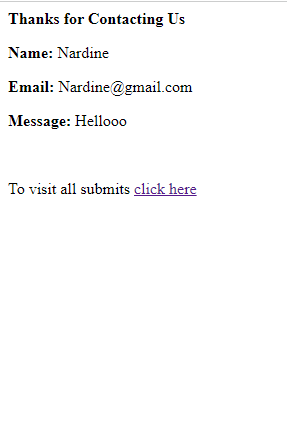 Thanks for Contacting Us
Name: Nardine
Email: Nardine@gmail.com
Message: Hellooo
To visit all submits click here